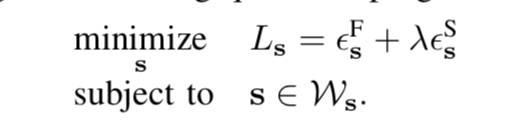 minimize L_s = ϵ_s^F + λϵ_s^S
s
subject to s ∈ 𝒲_s.